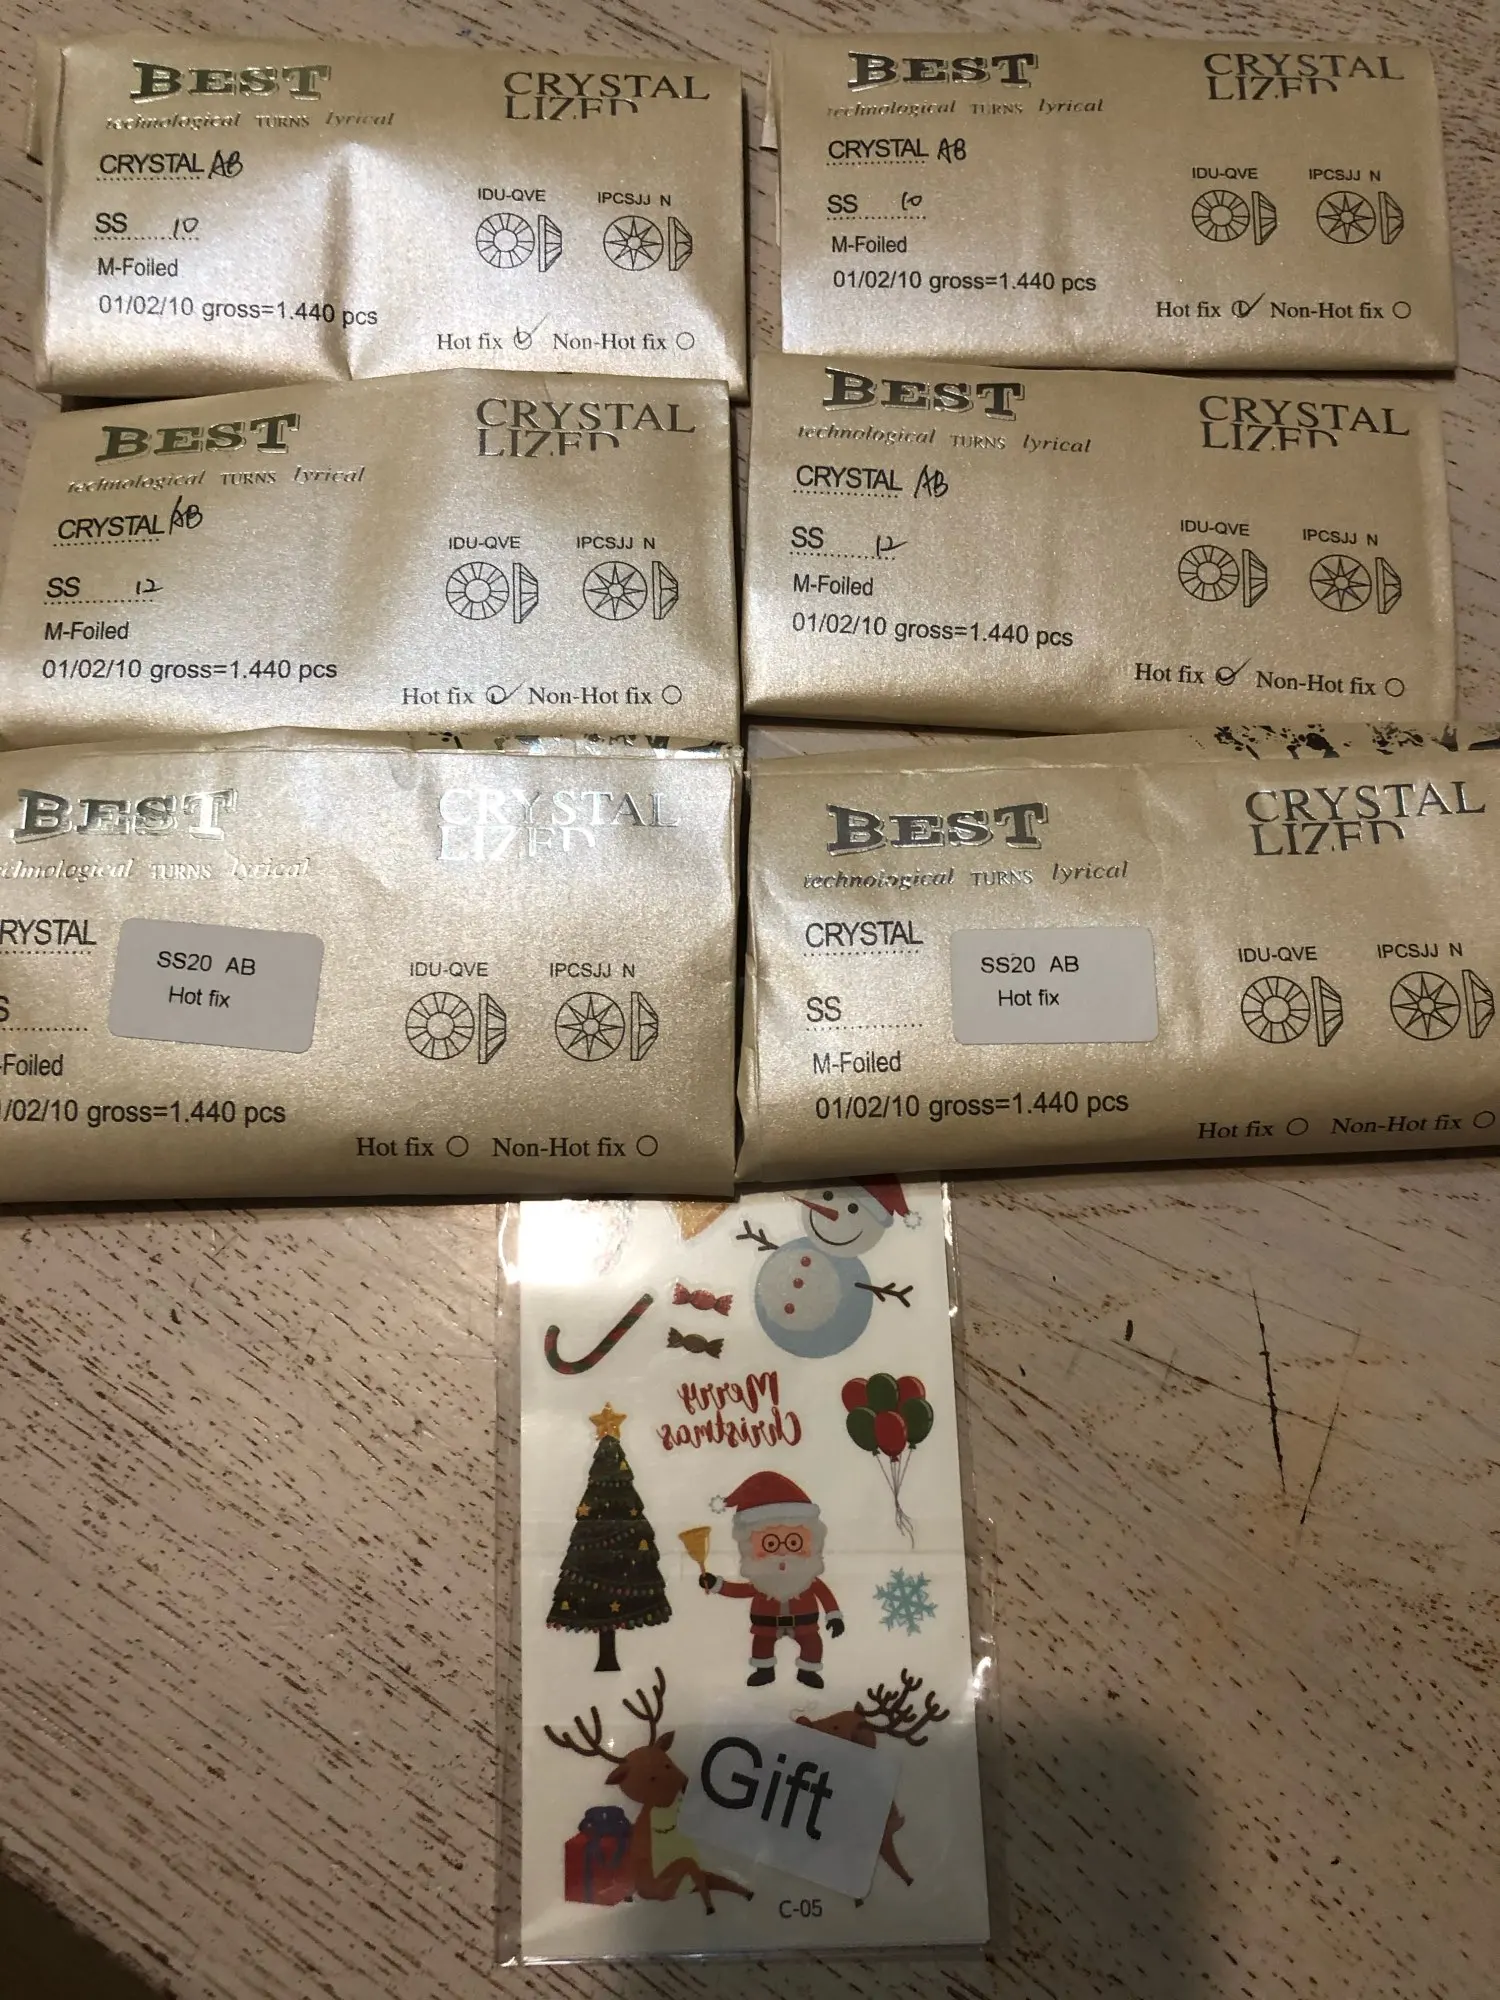 BEST
CRYSTAL
LIZED
technological TURNS lyrical
CRYSTAL AB
SS 10
M-Foiled
01/02/10 gross=1.440 pcs
IDU-QVE IPCSJJ N
Hot fix Non-Hot fix
BEST
CRYSTAL
LIZED
technological TURNS lyrical
CRYSTAL AB
SS 10
M-Foiled
01/02/10 gross=1.440 pcs
IDU-QVE IPCSJJ N
Hot fix Non-Hot fix
BEST
CRYSTAL
LIZED
technological TURNS lyrical
CRYSTAL AB
SS 12
M-Foiled
01/02/10 gross=1.440 pcs
IDU-QVE IPCSJJ N
Hot fix Non-Hot fix
BEST
CRYSTAL
LIZED
technological TURNS lyrical
CRYSTAL AB
SS 12
M-Foiled
01/02/10 gross=1.440 pcs
IDU-QVE IPCSJJ N
Hot fix Non-Hot fix
BEST
CRYSTAL
LIZED
echnological TURNS lyrical
RYSTAL
SS20 AB
Hot fix
S
-Foiled
/02/10 gross=1.440 pcs
IDU-QVE IPCSJJ N
Hot fix Non-Hot fix
BEST
CRYSTAL
LIZED
technological TURNS lyrical
CRYSTAL
SS20 AB
Hot fix
SS
M-Foiled
01/02/10 gross=1.440 pcs
IDU-QVE IPCSJJ N
Hot fix Non-Hot fix
Merry
Christmas
Gift
C-05